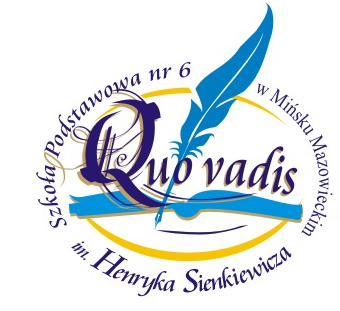 Szkoła Podstawowa nr 6
w Mińsku Mazowieckim
Quo vadis
im. Henryka Sienkiewicza